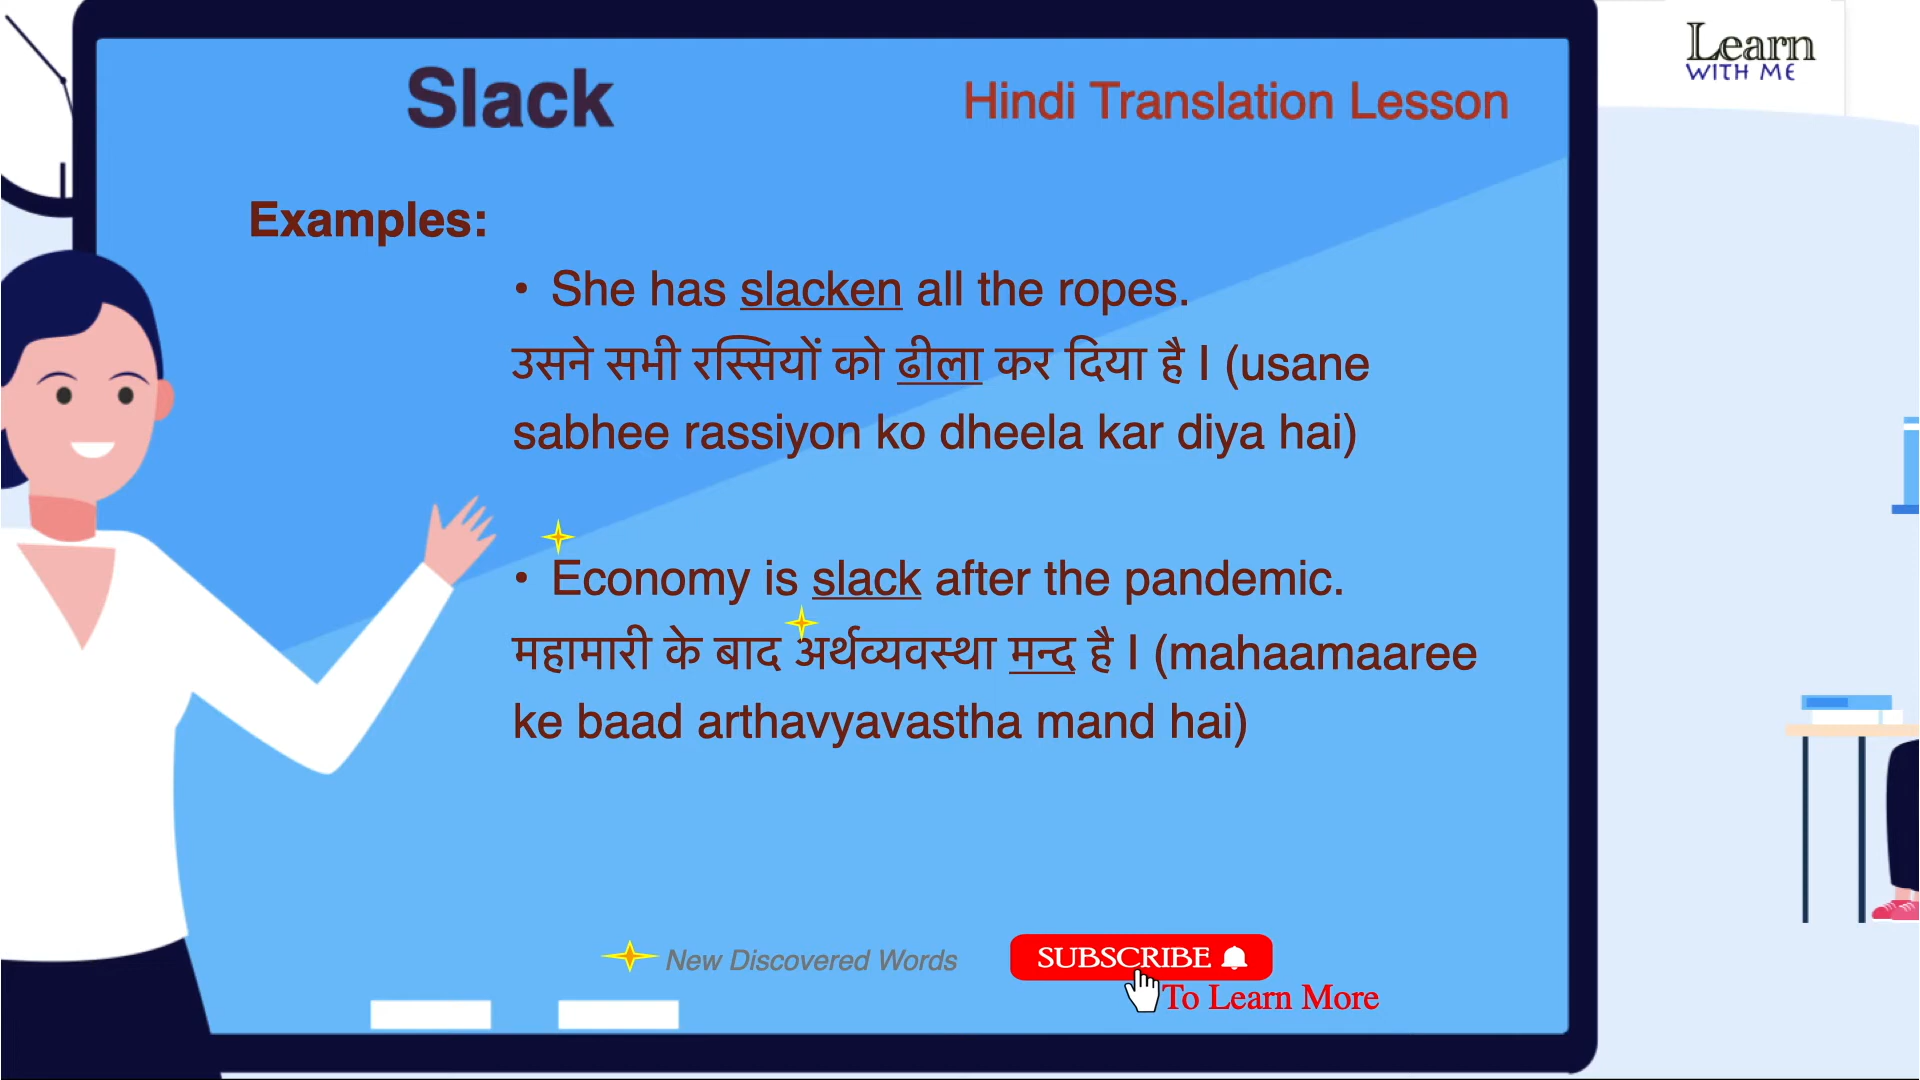 Slack
Hindi Translation Lesson
Learn
WITH ME
Examples:
• She has slacken all the ropes.
उसने सभी रस्सियों को ढीला कर दिया है I (usane
sabhee rassiyon ko dheela kar diya hai)
• Economy is slack after the pandemic.
महामारी के बाद अर्थव्यवस्था मन्द है I (mahaamaaree
ke baad arthavyavastha mand hai)
New Discovered Words
SUBSCRIBE
To Learn More